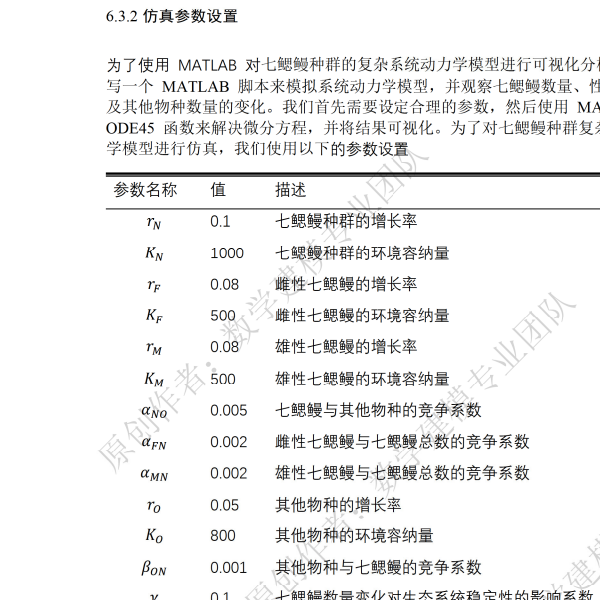 6.3.2 仿真参数设置
为了使用 MATLAB 对七鳃鳗种群的复杂系统动力学模型进行可视化分
写一个 MATLAB 脚本来模拟系统动力学模型，并观察七鳃鳗数量、性
及其他物种数量的变化。我们首先需要设定合理的参数，然后使用 MA
ODE45 函数来解决微分方程，并将结果可视化。为了对七鳃鳗种群复
学模型进行仿真，我们使用以下的参数设置
参数名称 值 描述
r_N 0.1 七鳃鳗种群的增长率
K_N 1000 七鳃鳗种群的环境容纳量
r_F 0.08 雌性七鳃鳗的增长率
K_F 500 雌性七鳃鳗的环境容纳量
r_M 0.08 雄性七鳃鳗的增长率
K_M 500 雄性七鳃鳗的环境容纳量
α_NO 0.005 七鳃鳗与其他物种的竞争系数
α_FN 0.002 雌性七鳃鳗与七鳃鳗总数的竞争系数
α_MN 0.002 雄性七鳃鳗与七鳃鳗总数的竞争系数
r_O 0.05 其他物种的增长率
K_O 800 其他物种的环境容纳量
β_ON 0.001 其他物种与七鳃鳗的竞争系数
γ 0.1 七鳃鳗数量变化对生态系统稳定性的影响系数
原创作者：数学建模专业团队
原创作者：数学建模专业团队